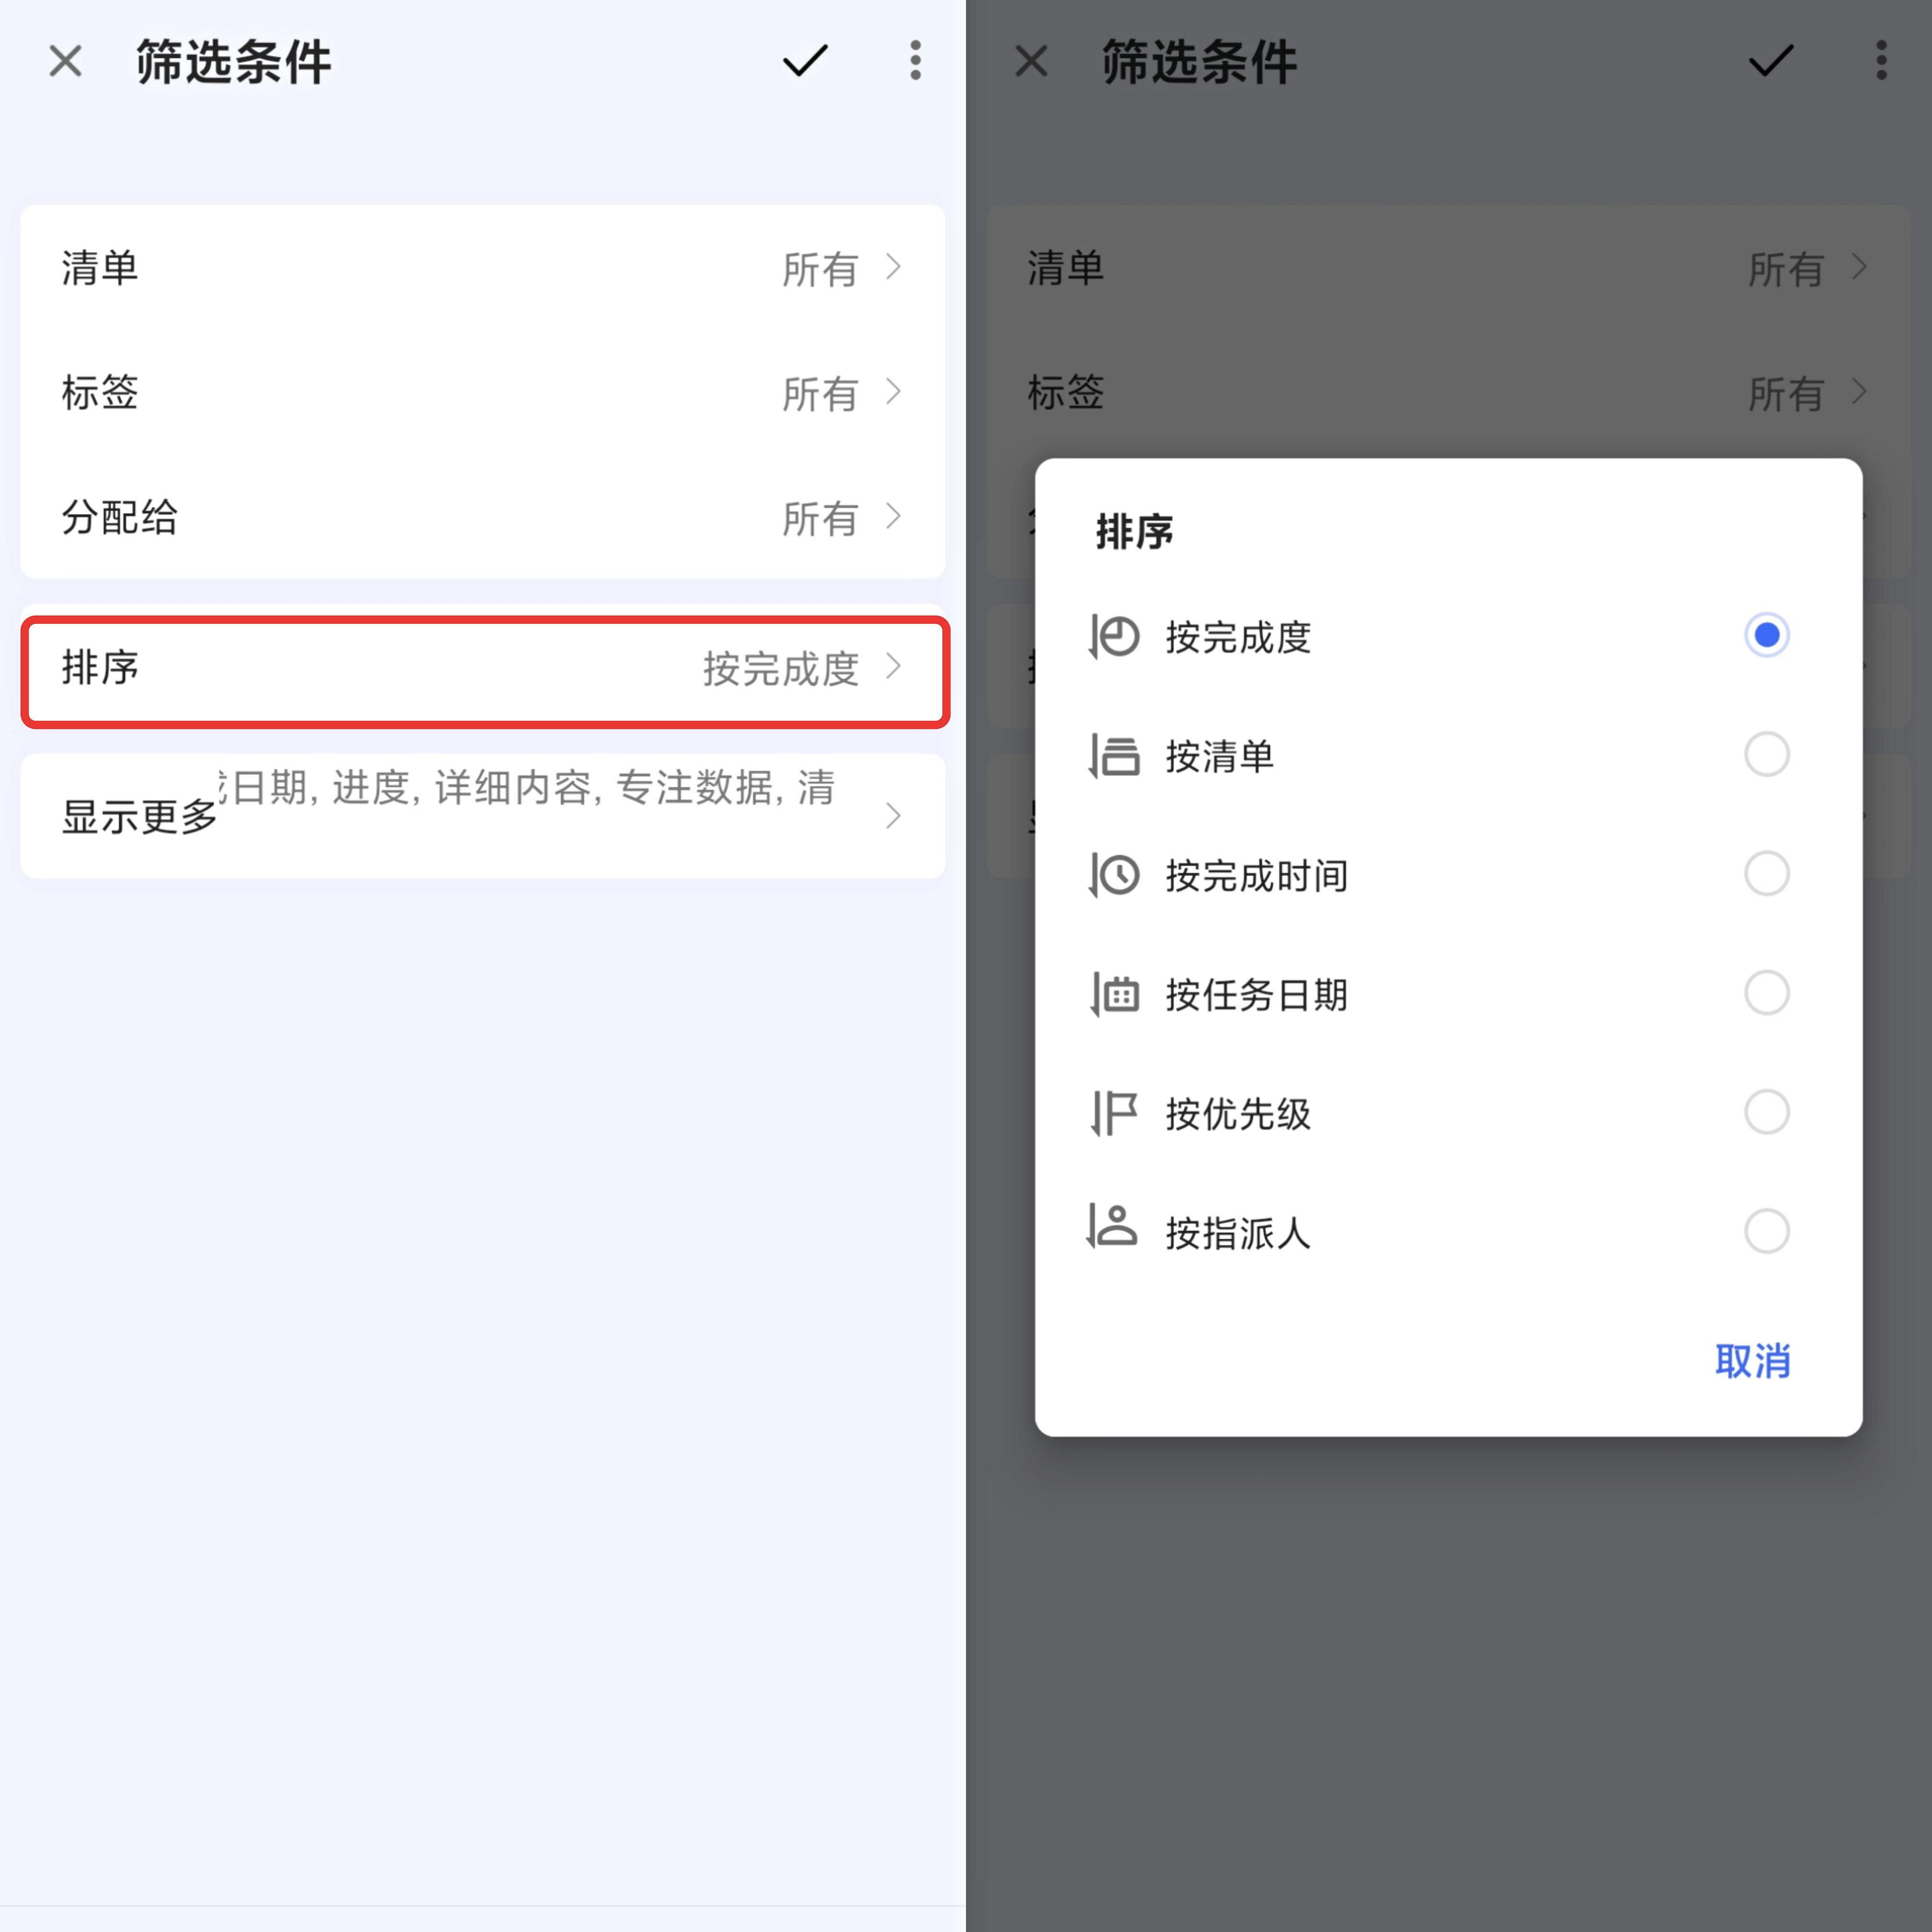 筛选条件
清单 所有
标签 所有
分配给 所有
排序 按完成度
日期, 进度, 详细内容, 专注数据, 清
显示更多
筛选条件
清单 所有
标签 所有
排序
按完成度
按清单
按完成时间
按任务日期
按优先级
按指派人
取消